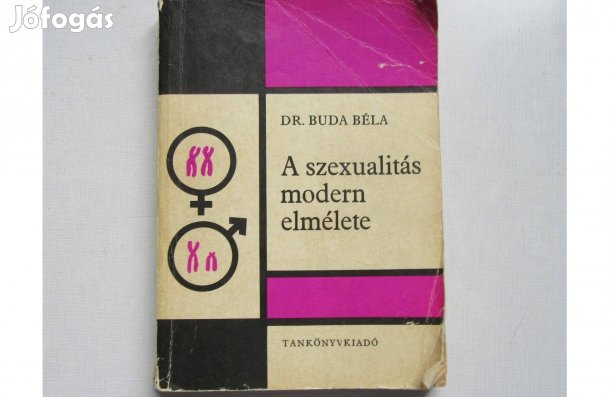 Jófogás
DR. BUDA BÉLA
A szexualitás
modern
elmélete
TANKÖNYVKIADÓ